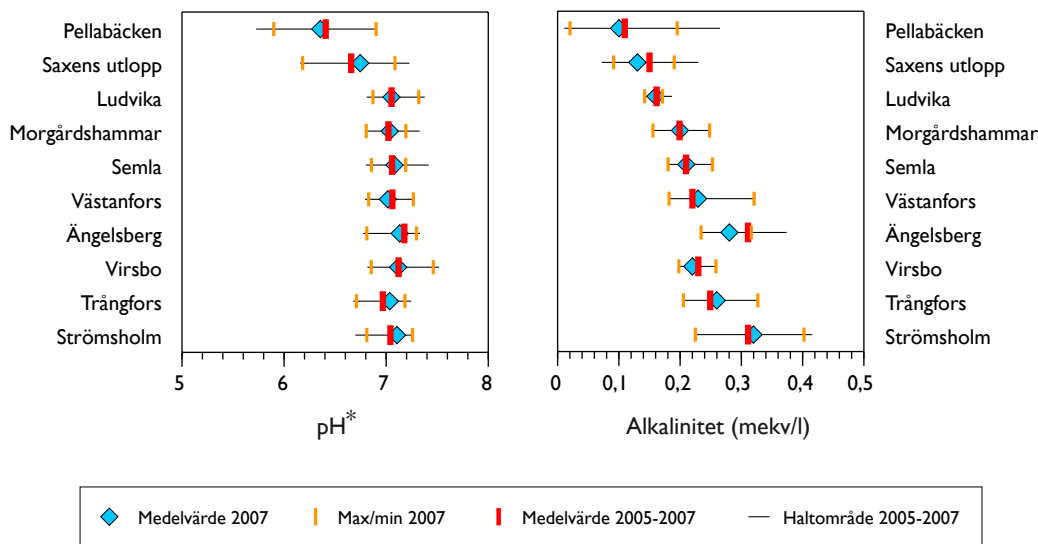 Pellabäcken
Saxens utlopp
Ludvika
Morgårdshammar
Semla
Västanfors
Ängelsberg
Virsbo
Trångfors
Strömsholm
5 6 7 8
pH*
Pellabäcken
Saxens utlopp
Ludvika
Morgårdshammar
Semla
Västanfors
Ängelsberg
Virsbo
Trångfors
Strömsholm
0 0,1 0,2 0,3 0,4 0,5
Alkalinitet (mekv/l)
Medelvärde 2007 Max/min 2007 Medelvärde 2005-2007 Haltområde 2005-2007